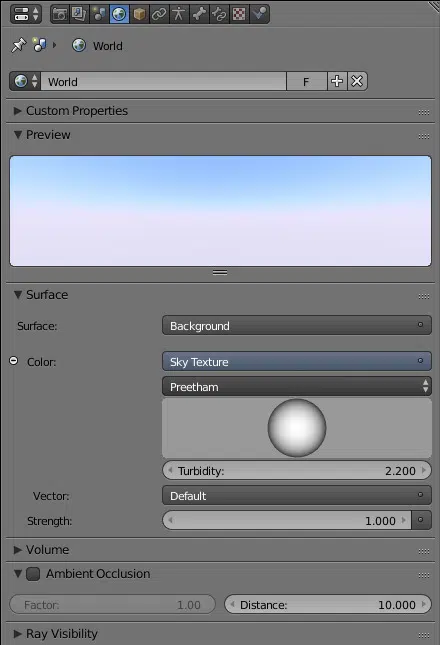 World
World F
Custom Properties
Preview
Surface
Surface: Background
Color: Sky Texture
Preetham
Turbidity: 2.200
Vector: Default
Strength: 1.000
Volume
Ambient Occlusion
Factor: 1.00 Distance: 10.000
Ray Visibility